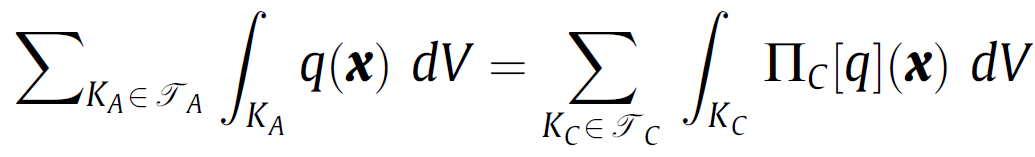 ∑_{K_A ∈ 𝒯_A} ∫_{K_A} q(𝒙) dV = ∑_{K_C ∈ 𝒯_C} ∫_{K_C} Π_C[q](𝒙) dV